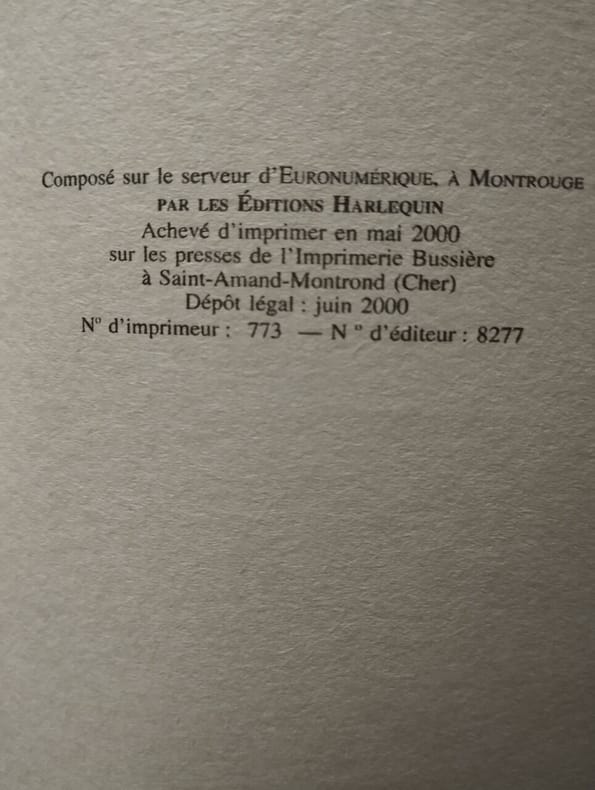 Composé sur le serveur d'EURONUMÉRIQUE, À MONTROUGE
PAR LES ÉDITIONS HARLEQUIN
Achevé d'imprimer en mai 2000
sur les presses de l'Imprimerie Bussière
à Saint-Amand-Montrond (Cher)
Dépôt légal : juin 2000
N° d'imprimeur : 773 — N ° d'éditeur : 8277